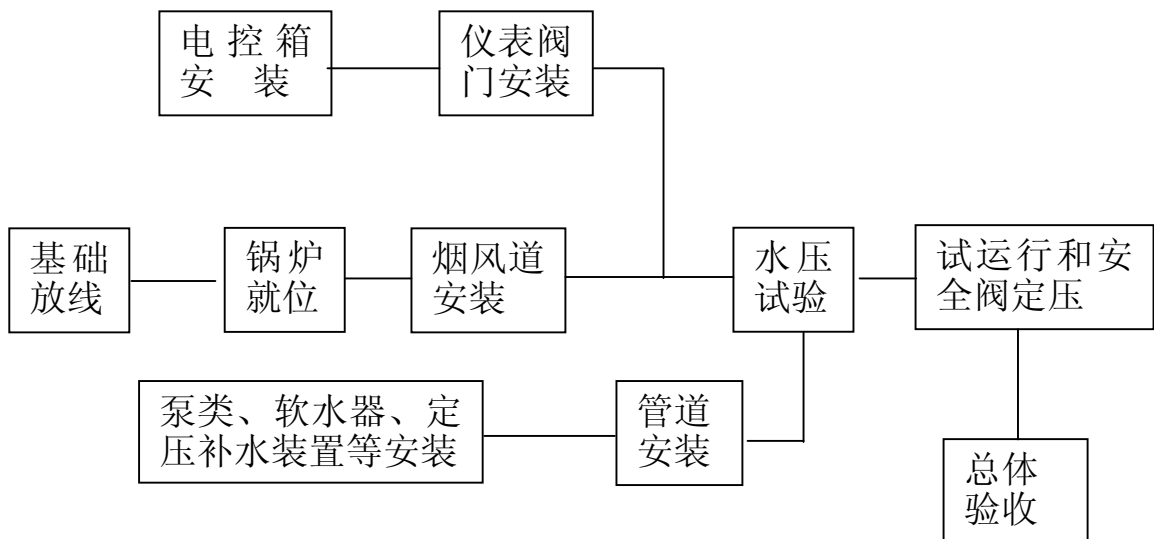 电控箱
安装
仪表阀
门安装
基础
放线
锅炉
就位
烟风道
安装
水压
试验
试运行和安
全阀定压
泵类、软水器、定
压补水装置等安装
管道
安装
总体
验收